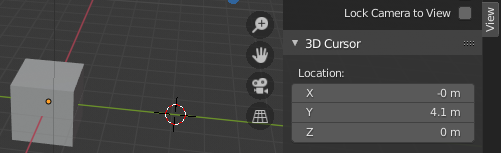 Lock Camera to View
View
3D Cursor
Location:
X -0 m
Y 4.1 m
Z 0 m